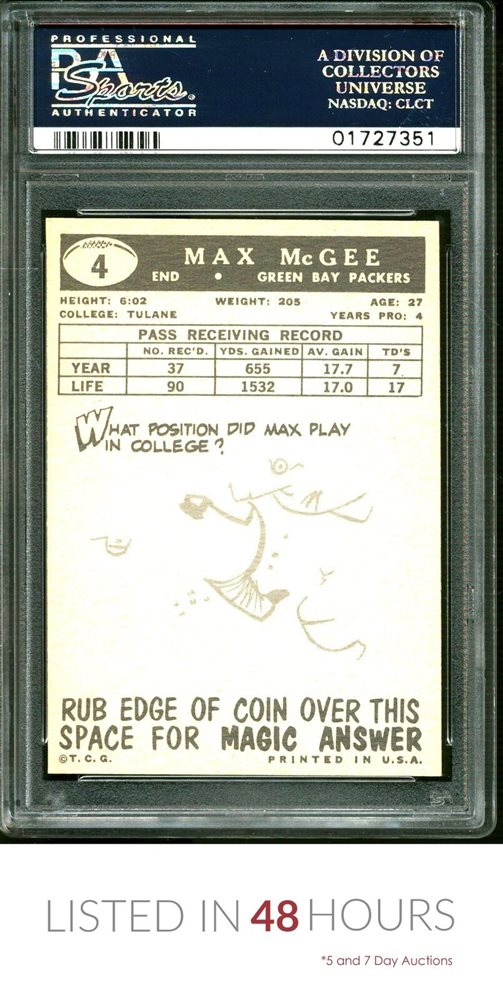 PROFESSIONAL
PSA
Sports.
AUTHENTICATOR
A DIVISION OF
COLLECTORS
UNIVERSE
NASDAQ: CLCT
01727351
4
MAX McGEE
END • GREEN BAY PACKERS
HEIGHT: 6:02 WEIGHT: 205 AGE: 27
COLLEGE: TULANE YEARS PRO: 4
PASS RECEIVING RECORD
NO. REC'D. YDS. GAINED AV. GAIN TD'S
YEAR 37 655 17.7 7
LIFE 90 1532 17.0 17
WHAT POSITION DID MAX PLAY
IN COLLEGE?
RUB EDGE OF COIN OVER THIS
SPACE FOR MAGIC ANSWER
©T.C.G. PRINTED IN U.S.A.
LISTED IN 48 HOURS
*5 and 7 Day Auctions